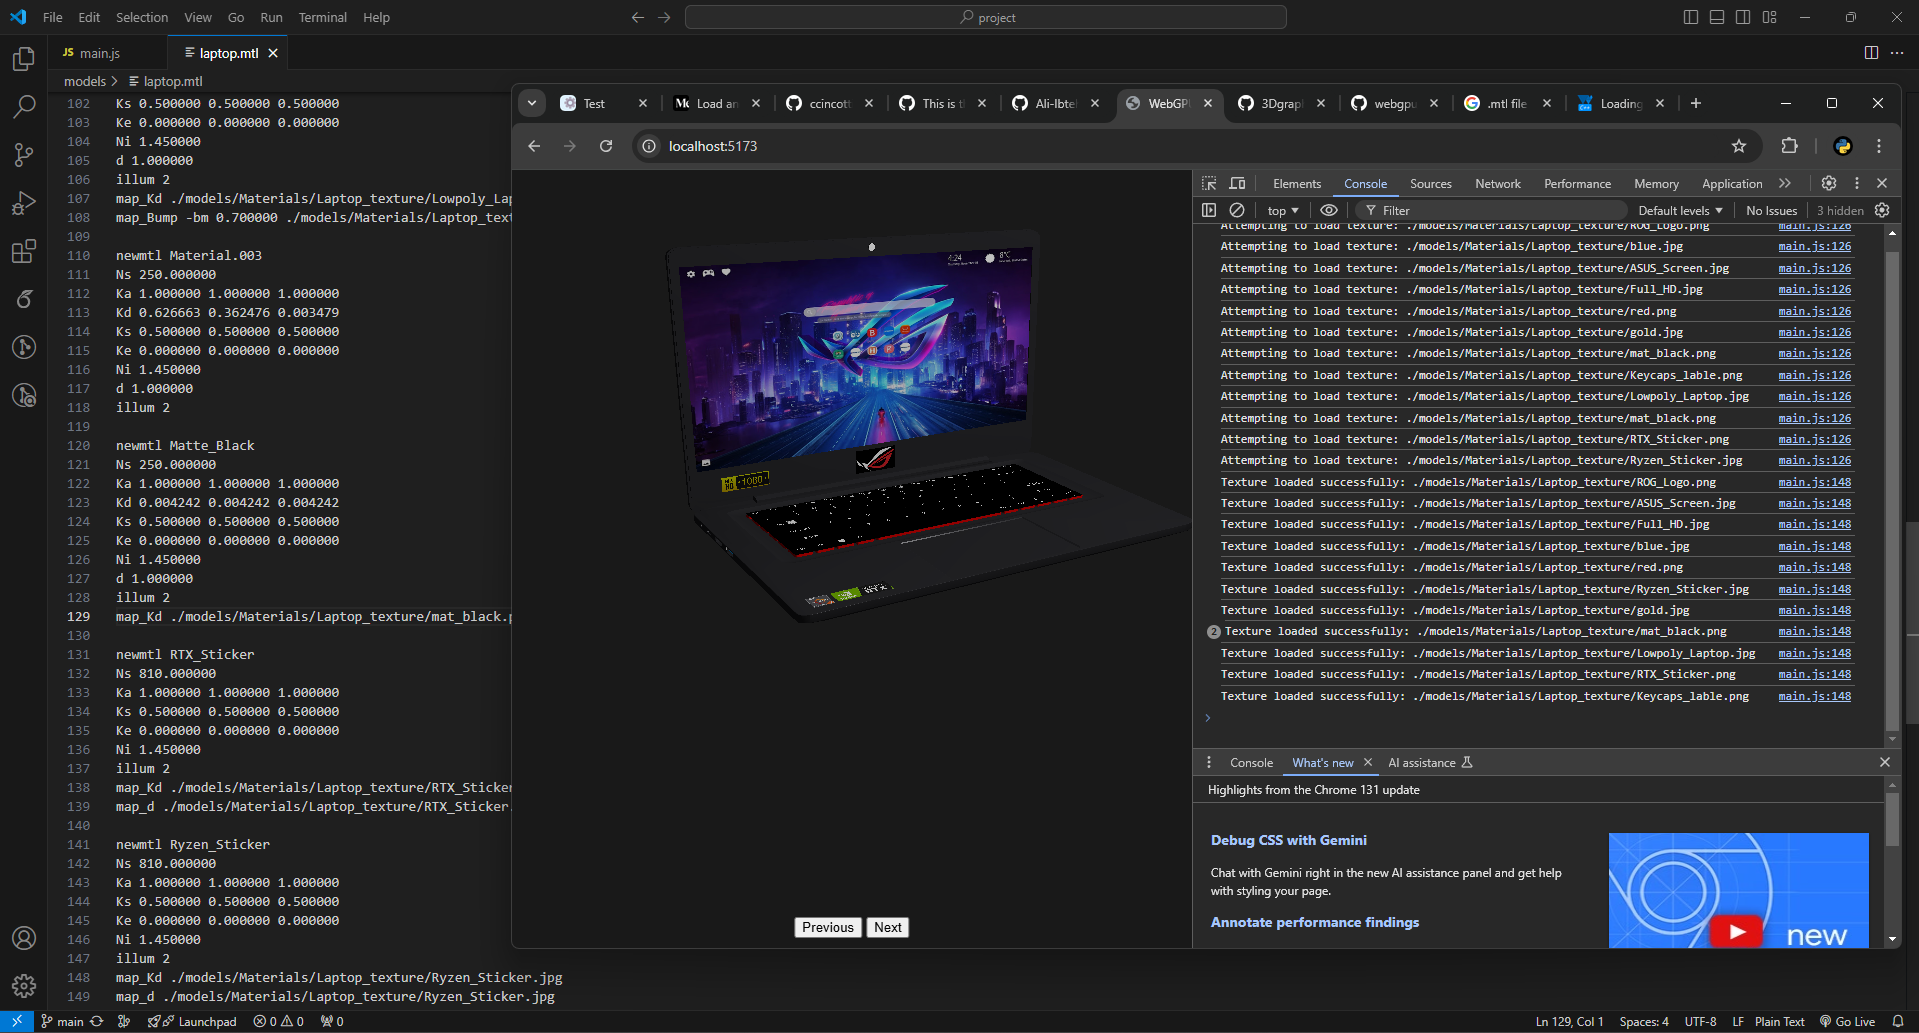 File Edit Selection View Go Run Terminal Help
project
JS main.js
laptop.mtl
models > laptop.mtl
102 Ks 0.500000 0.500000 0.500000
103 Ke 0.000000 0.000000 0.000000
104 Ni 1.450000
105 d 1.000000
106 illum 2
107 map_Kd ./models/Materials/Laptop_texture/Lowpoly_Lap
108 map_Bump -bm 0.700000 ./models/Materials/Laptop_text
109
110 newmtl Material.003
111 Ns 250.000000
112 Ka 1.000000 1.000000 1.000000
113 Kd 0.626663 0.362476 0.003479
114 Ks 0.500000 0.500000 0.500000
115 Ke 0.000000 0.000000 0.000000
116 Ni 1.450000
117 d 1.000000
118 illum 2
119
120 newmtl Matte_Black
121 Ns 250.000000
122 Ka 1.000000 1.000000 1.000000
123 Kd 0.004242 0.004242 0.004242
124 Ks 0.500000 0.500000 0.500000
125 Ke 0.000000 0.000000 0.000000
126 Ni 1.450000
127 d 1.000000
128 illum 2
129 map_Kd ./models/Materials/Laptop_texture/mat_black.p
130
131 newmtl RTX_Sticker
132 Ns 810.000000
133 Ka 1.000000 1.000000 1.000000
134 Ks 0.500000 0.500000 0.500000
135 Ke 0.000000 0.000000 0.000000
136 Ni 1.450000
137 illum 2
138 map_Kd ./models/Materials/Laptop_texture/RTX_Sticker
139 map_d ./models/Materials/Laptop_texture/RTX_Sticker.
140
141 newmtl Ryzen_Sticker
142 Ns 810.000000
143 Ka 1.000000 1.000000 1.000000
144 Ks 0.500000 0.500000 0.500000
145 Ke 0.000000 0.000000 0.000000
146 Ni 1.450000
147 illum 2
148 map_Kd ./models/Materials/Laptop_texture/Ryzen_Sticker.jpg
149 map_d ./models/Materials/Laptop_texture/Ryzen_Sticker.jpg
Test
Load an
ccincott
This is th
Ali-Ibtel
WebGPU
3Dgraph
webgpu
.mtl file
Loading
localhost:5173
4:24
8°C
1080
RTX
Previous Next
Elements Console Sources Network Performance Memory Application
top Filter Default levels No Issues 3 hidden
Attempting to load texture: ./models/Materials/Laptop_texture/ROG_Logo.png main.js:126
Attempting to load texture: ./models/Materials/Laptop_texture/blue.jpg main.js:126
Attempting to load texture: ./models/Materials/Laptop_texture/ASUS_Screen.jpg main.js:126
Attempting to load texture: ./models/Materials/Laptop_texture/Full_HD.jpg main.js:126
Attempting to load texture: ./models/Materials/Laptop_texture/red.png main.js:126
Attempting to load texture: ./models/Materials/Laptop_texture/gold.jpg main.js:126
Attempting to load texture: ./models/Materials/Laptop_texture/mat_black.png main.js:126
Attempting to load texture: ./models/Materials/Laptop_texture/Keycaps_lable.png main.js:126
Attempting to load texture: ./models/Materials/Laptop_texture/Lowpoly_Laptop.jpg main.js:126
Attempting to load texture: ./models/Materials/Laptop_texture/mat_black.png main.js:126
Attempting to load texture: ./models/Materials/Laptop_texture/RTX_Sticker.png main.js:126
Attempting to load texture: ./models/Materials/Laptop_texture/Ryzen_Sticker.jpg main.js:126
Texture loaded successfully: ./models/Materials/Laptop_texture/ROG_Logo.png main.js:148
Texture loaded successfully: ./models/Materials/Laptop_texture/ASUS_Screen.jpg main.js:148
Texture loaded successfully: ./models/Materials/Laptop_texture/Full_HD.jpg main.js:148
Texture loaded successfully: ./models/Materials/Laptop_texture/blue.jpg main.js:148
Texture loaded successfully: ./models/Materials/Laptop_texture/red.png main.js:148
Texture loaded successfully: ./models/Materials/Laptop_texture/Ryzen_Sticker.jpg main.js:148
Texture loaded successfully: ./models/Materials/Laptop_texture/gold.jpg main.js:148
2 Texture loaded successfully: ./models/Materials/Laptop_texture/mat_black.png main.js:148
Texture loaded successfully: ./models/Materials/Laptop_texture/Lowpoly_Laptop.jpg main.js:148
Texture loaded successfully: ./models/Materials/Laptop_texture/RTX_Sticker.png main.js:148
Texture loaded successfully: ./models/Materials/Laptop_texture/Keycaps_lable.png main.js:148
Console What's new AI assistance
Highlights from the Chrome 131 update
Debug CSS with Gemini
Chat with Gemini right in the new AI assistance panel and get help
with styling your page.
Annotate performance findings
new
main Launchpad 0 0 0
Ln 129, Col 1 Spaces: 4 UTF-8 LF Plain Text Go Live